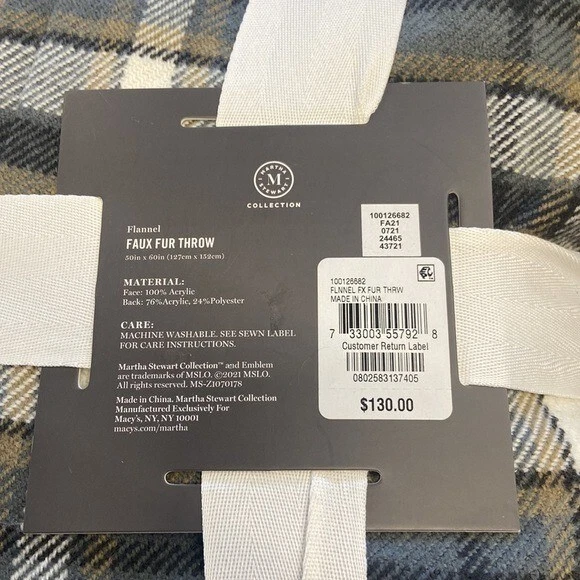 MARTHA
M
STEWART
COLLECTION
Flannel
FAUX FUR THROW
50in x 60in (127cm x 152cm)
MATERIAL:
Face: 100% Acrylic
Back: 76%Acrylic, 24%Polyester
CARE:
MACHINE WASHABLE. SEE SEWN LABEL
FOR CARE INSTRUCTIONS.
Martha Stewart Collection™ and Emblem
are trademarks of MSLO. ©2021 MSLO.
All rights reserved. MS-Z1070178
Made in China. Martha Stewart Collection
Manufactured Exclusively For
Macy's, NY, NY 10001
macys.com/martha
100126682
FA21
0721
24465
43721
100126682
FLNNEL FX FUR THRW
MADE IN CHINA
7 33003 55792 8
Customer Return Label
0802583137405
$130.00